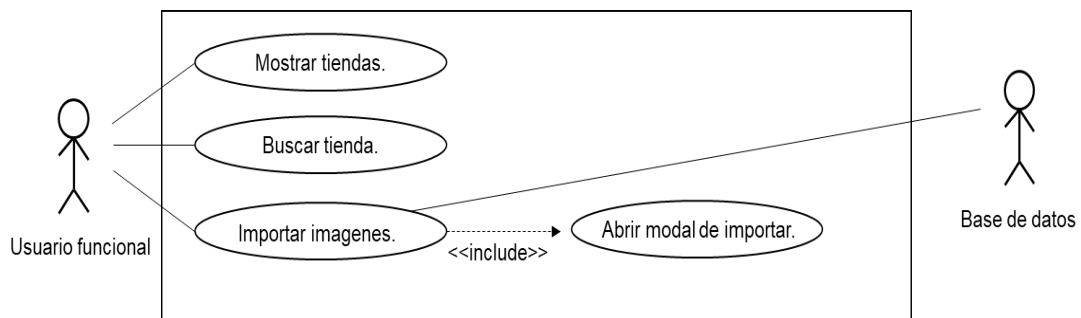 Mostrar tiendas.
Buscar tienda.
Importar imagenes.
<<include>>
Abrir modal de importar.
Usuario funcional
Base de datos